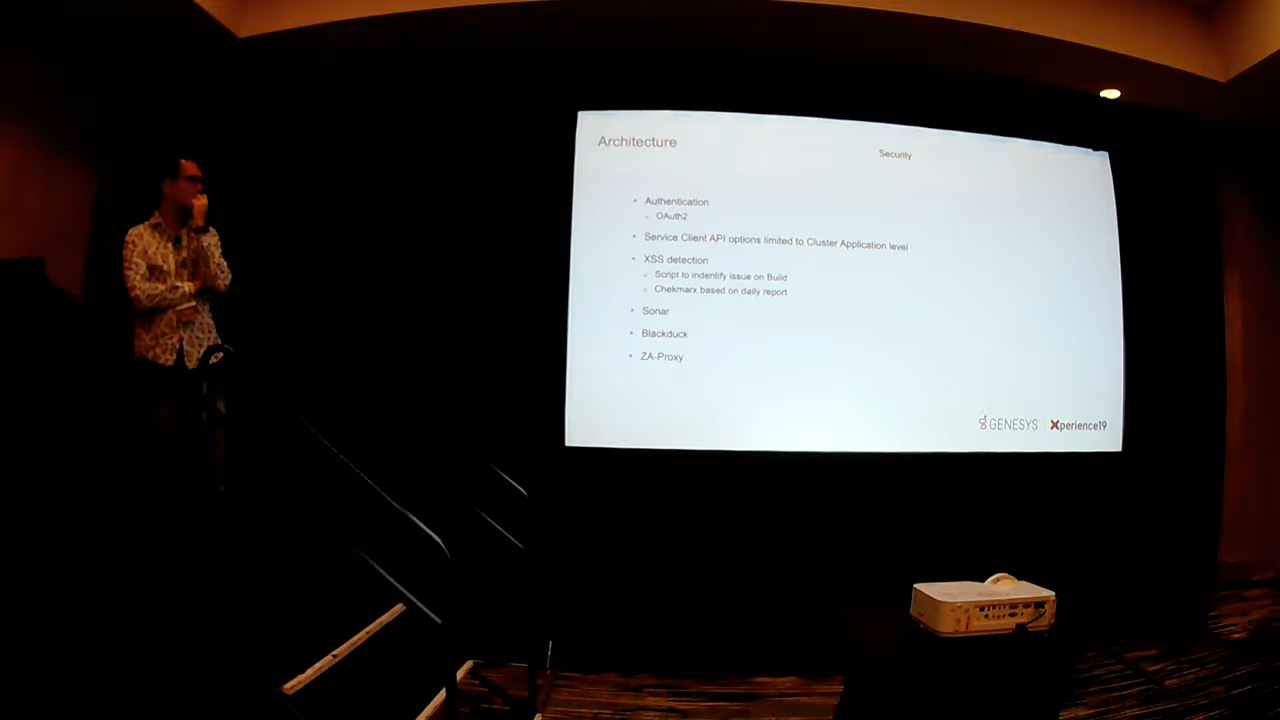 Architecture
Security
• Authentication
◦ OAuth2
• Service Client API options limited to Cluster Application level
• XSS detection
◦ Script to indentify issue on Build
◦ Chekmarx based on daily report
• Sonar
• Blackduck
• ZA-Proxy
GENESYS | Xperience19